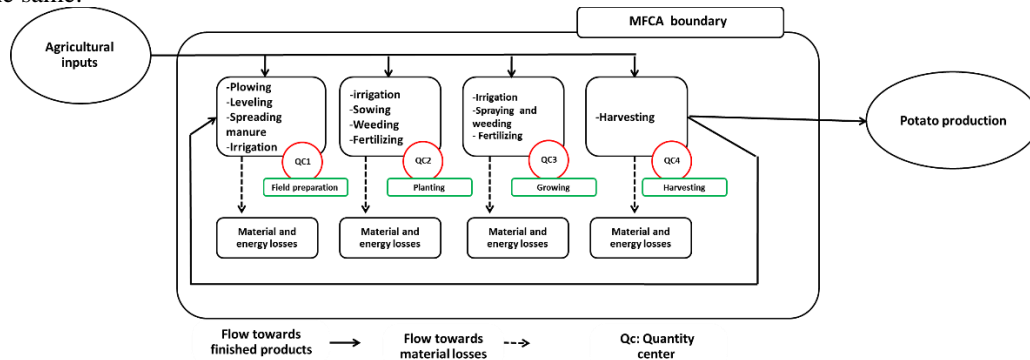 MFCA boundary
Agricultural
inputs
-Plowing
-Leveling
-Spreading
manure
-Irrigation
QC1
Field preparation
-irrigation
-Sowing
-Weeding
-Fertilizing
QC2
Planting
-Irrigation
-Spraying and
weeding
- Fertilizing
QC3
Growing
-Harvesting
QC4
Harvesting
Potato production
Material and
energy losses
Material and
energy losses
Material and
energy losses
Material and
energy losses
Flow towards
finished products
Flow towards
material losses
Qc: Quantity
center